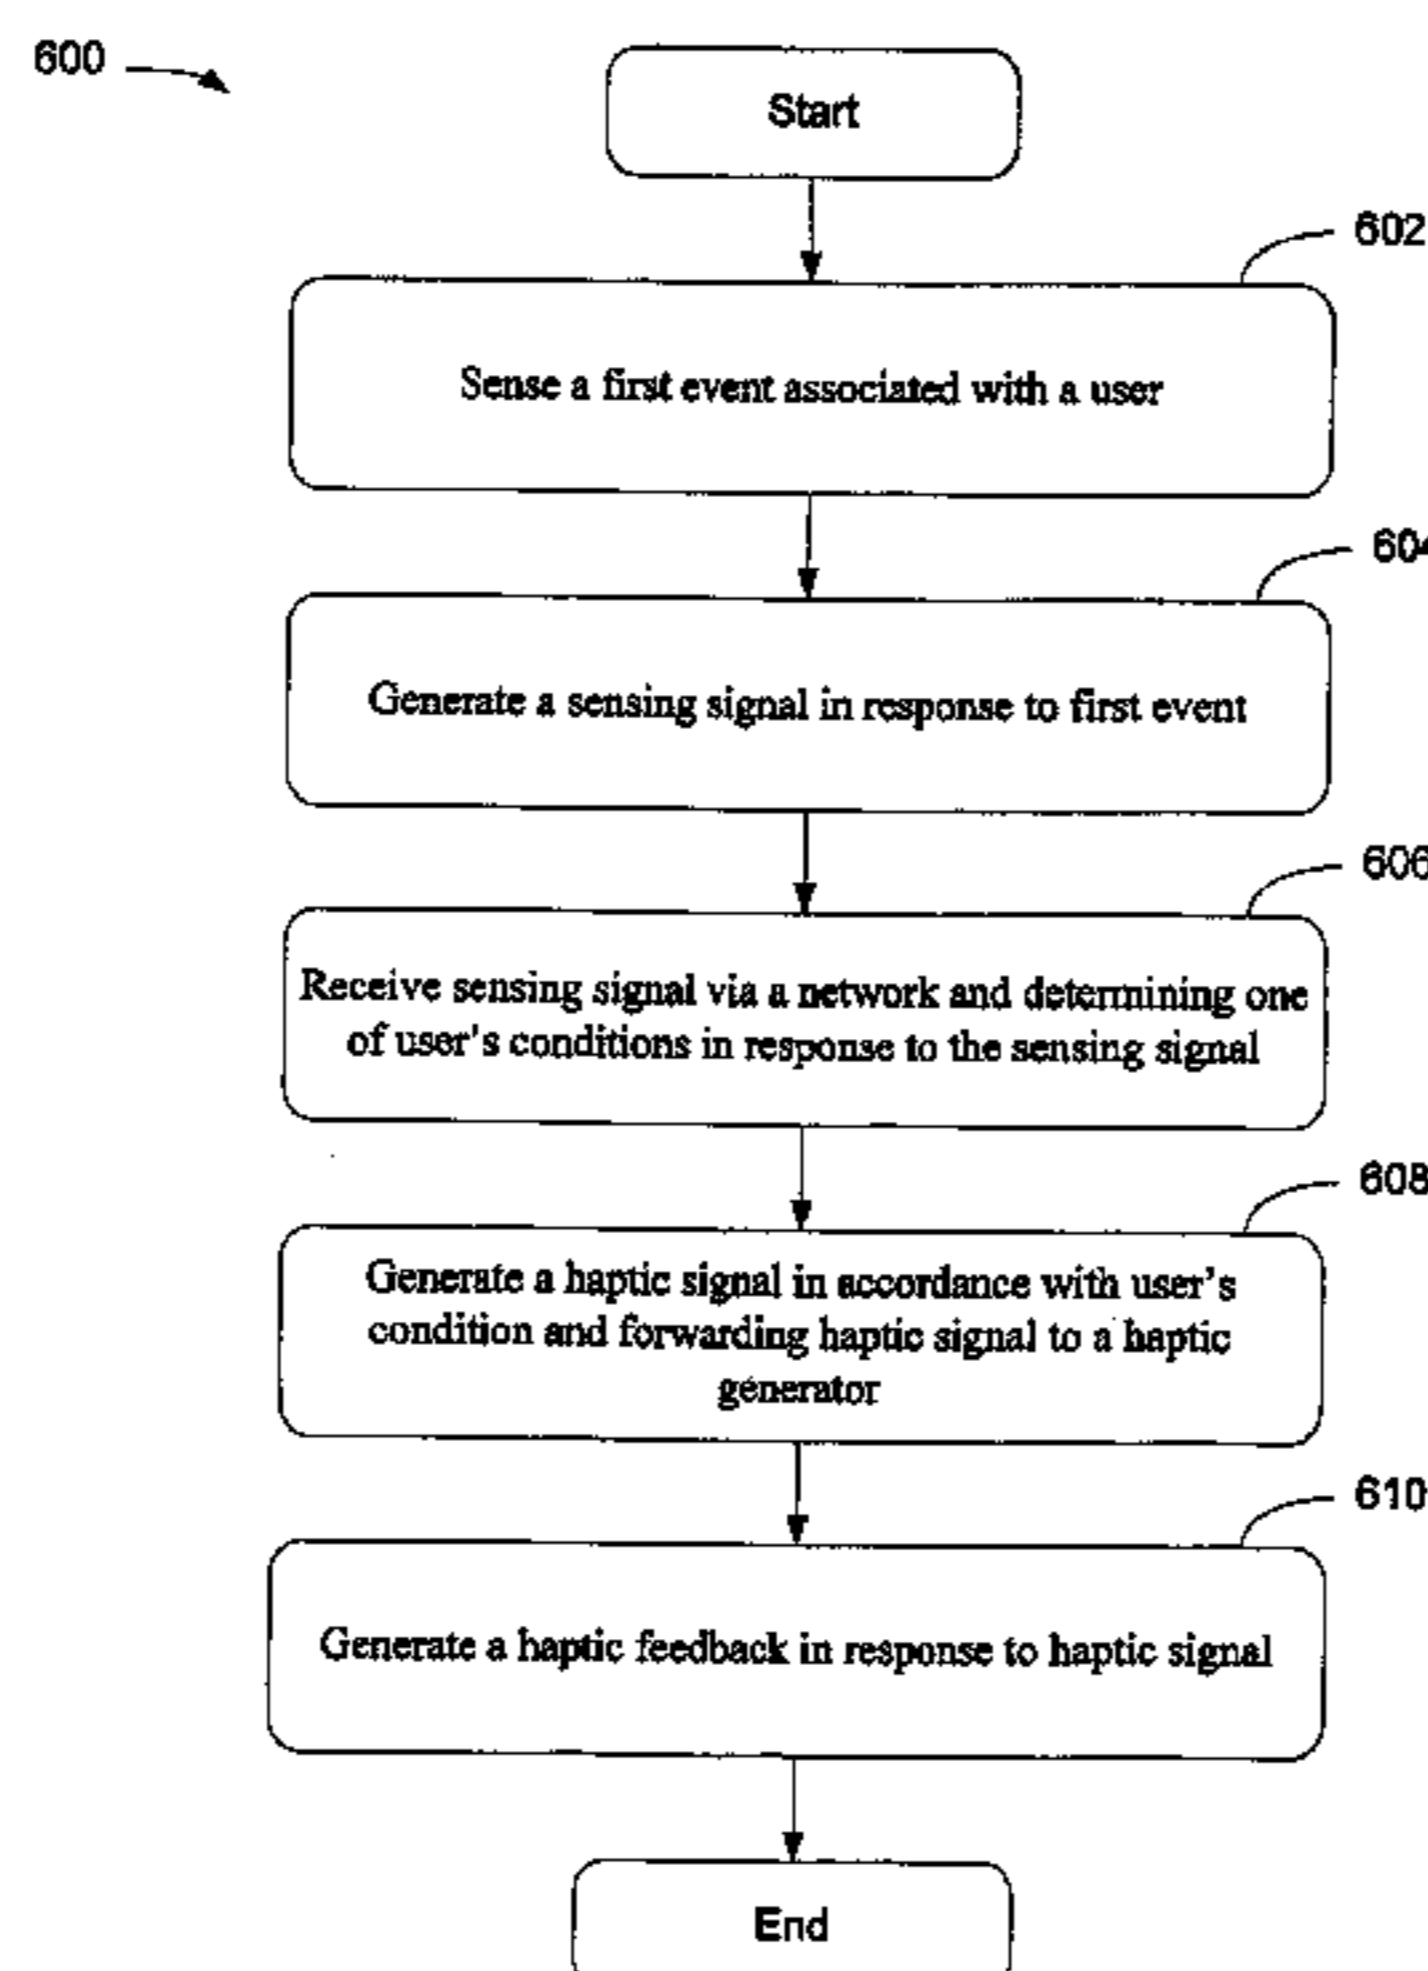 600
Start
602
Sense a first event associated with a user
604
Generate a sensing signal in response to first event
606
Receive sensing signal via a network and determining one
of user's conditions in response to the sensing signal
608
Generate a haptic signal in accordance with user's
condition and forwarding haptic signal to a haptic
generator
610
Generate a haptic feedback in response to haptic signal
End